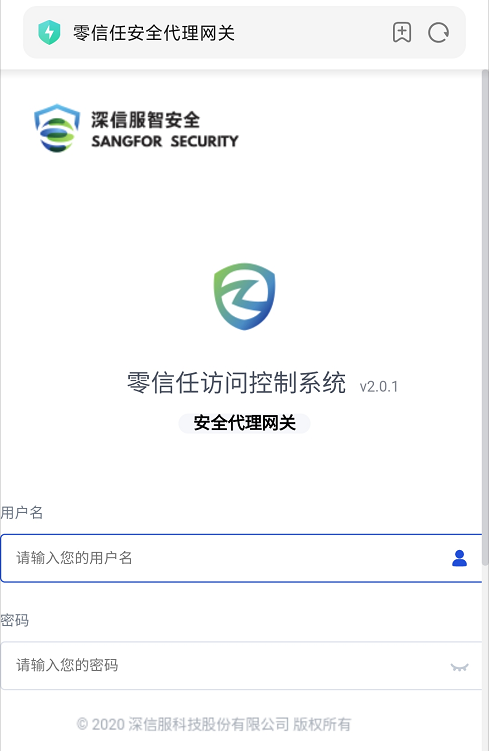 零信任安全代理网关
深信服智安全
SANGFOR SECURITY
零信任访问控制系统 v2.0.1
安全代理网关
用户名
请输入您的用户名
密码
请输入您的密码
© 2020 深信服科技股份有限公司 版权所有